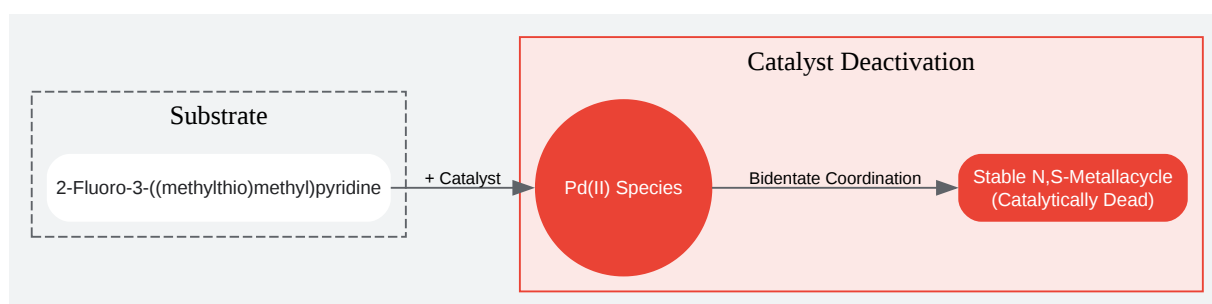 Catalyst Deactivation
Substrate
2-Fluoro-3-((methylthio)methyl)pyridine
+ Catalyst
Pd(II) Species
Bidentate Coordination
Stable N,S-Metallacycle
(Catalytically Dead)